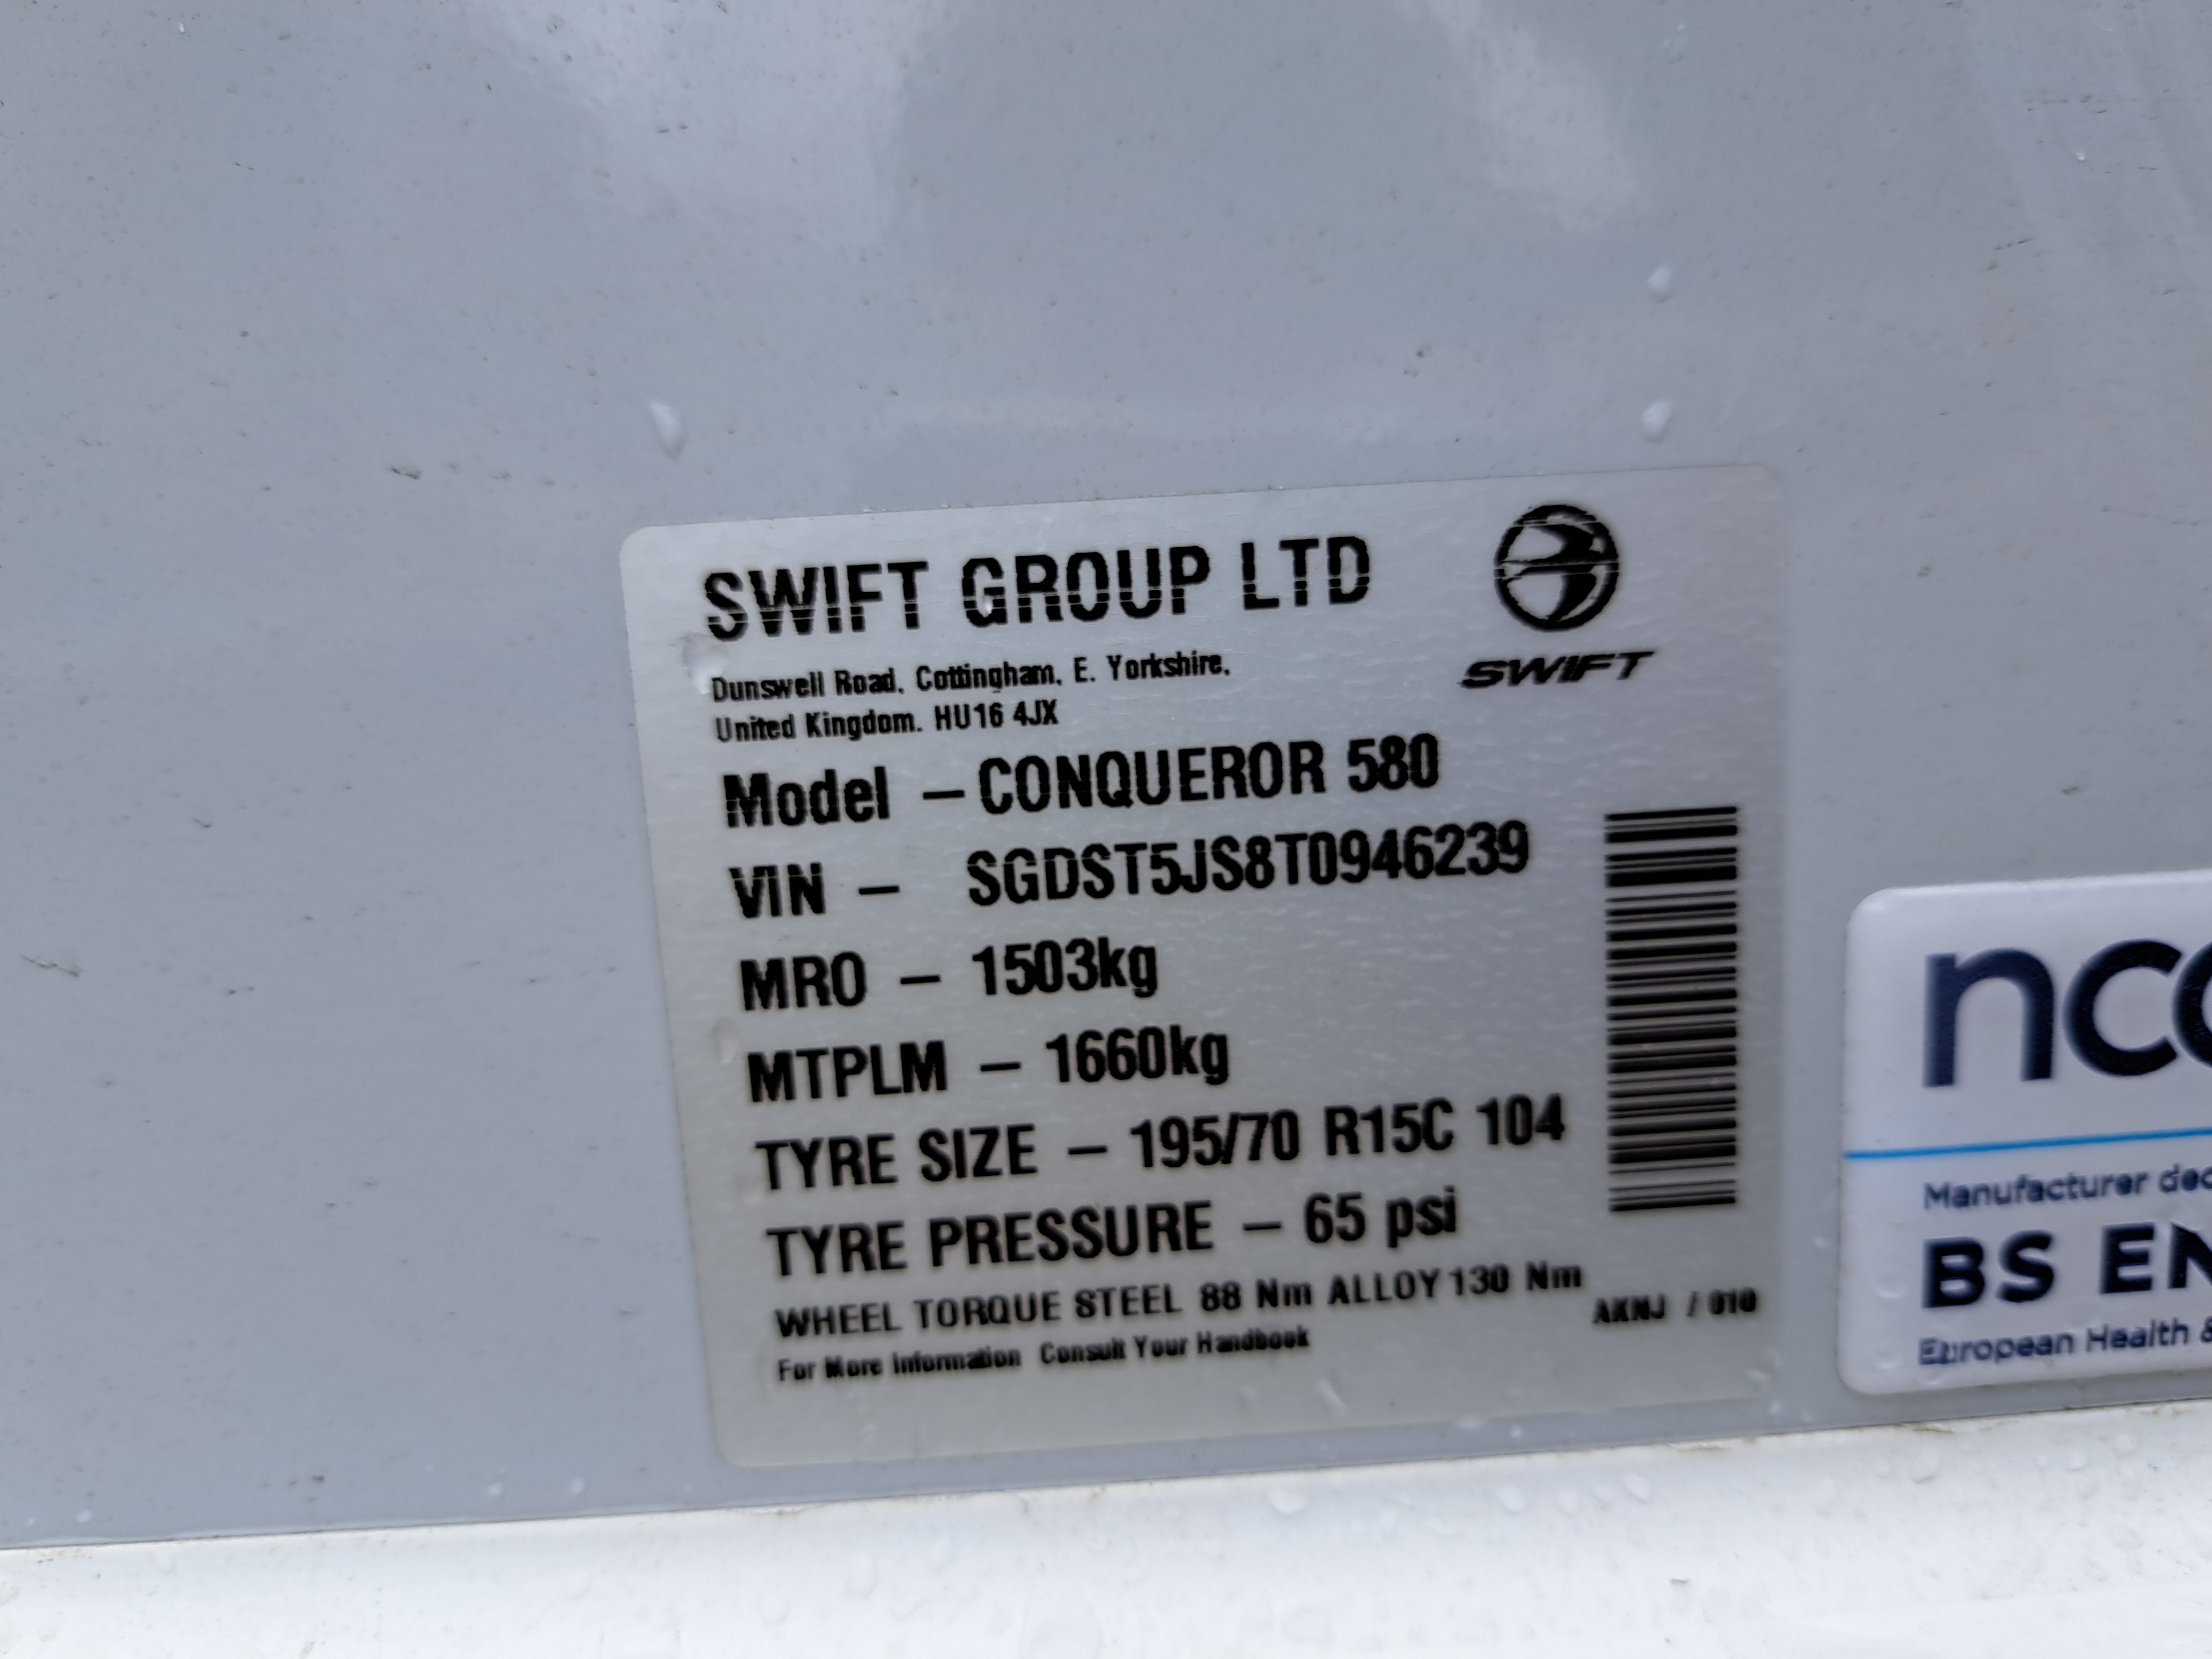 SWIFT GROUP LTD
SWIFT
Dunswell Road, Cottingham, E. Yorkshire,
United Kingdom. HU16 4JX
Model – CONQUEROR 580
VIN – SGDST5JS8T0946239
MRO – 1503kg
MTPLM – 1660kg
TYRE SIZE – 195/70 R15C 104
TYRE PRESSURE – 65 psi
WHEEL TORQUE STEEL 88 Nm ALLOY 130 Nm
AKNJ / 010
For More Information Consult Your Handbook
ncc
Manufacturer dec
BS EN
European Health &